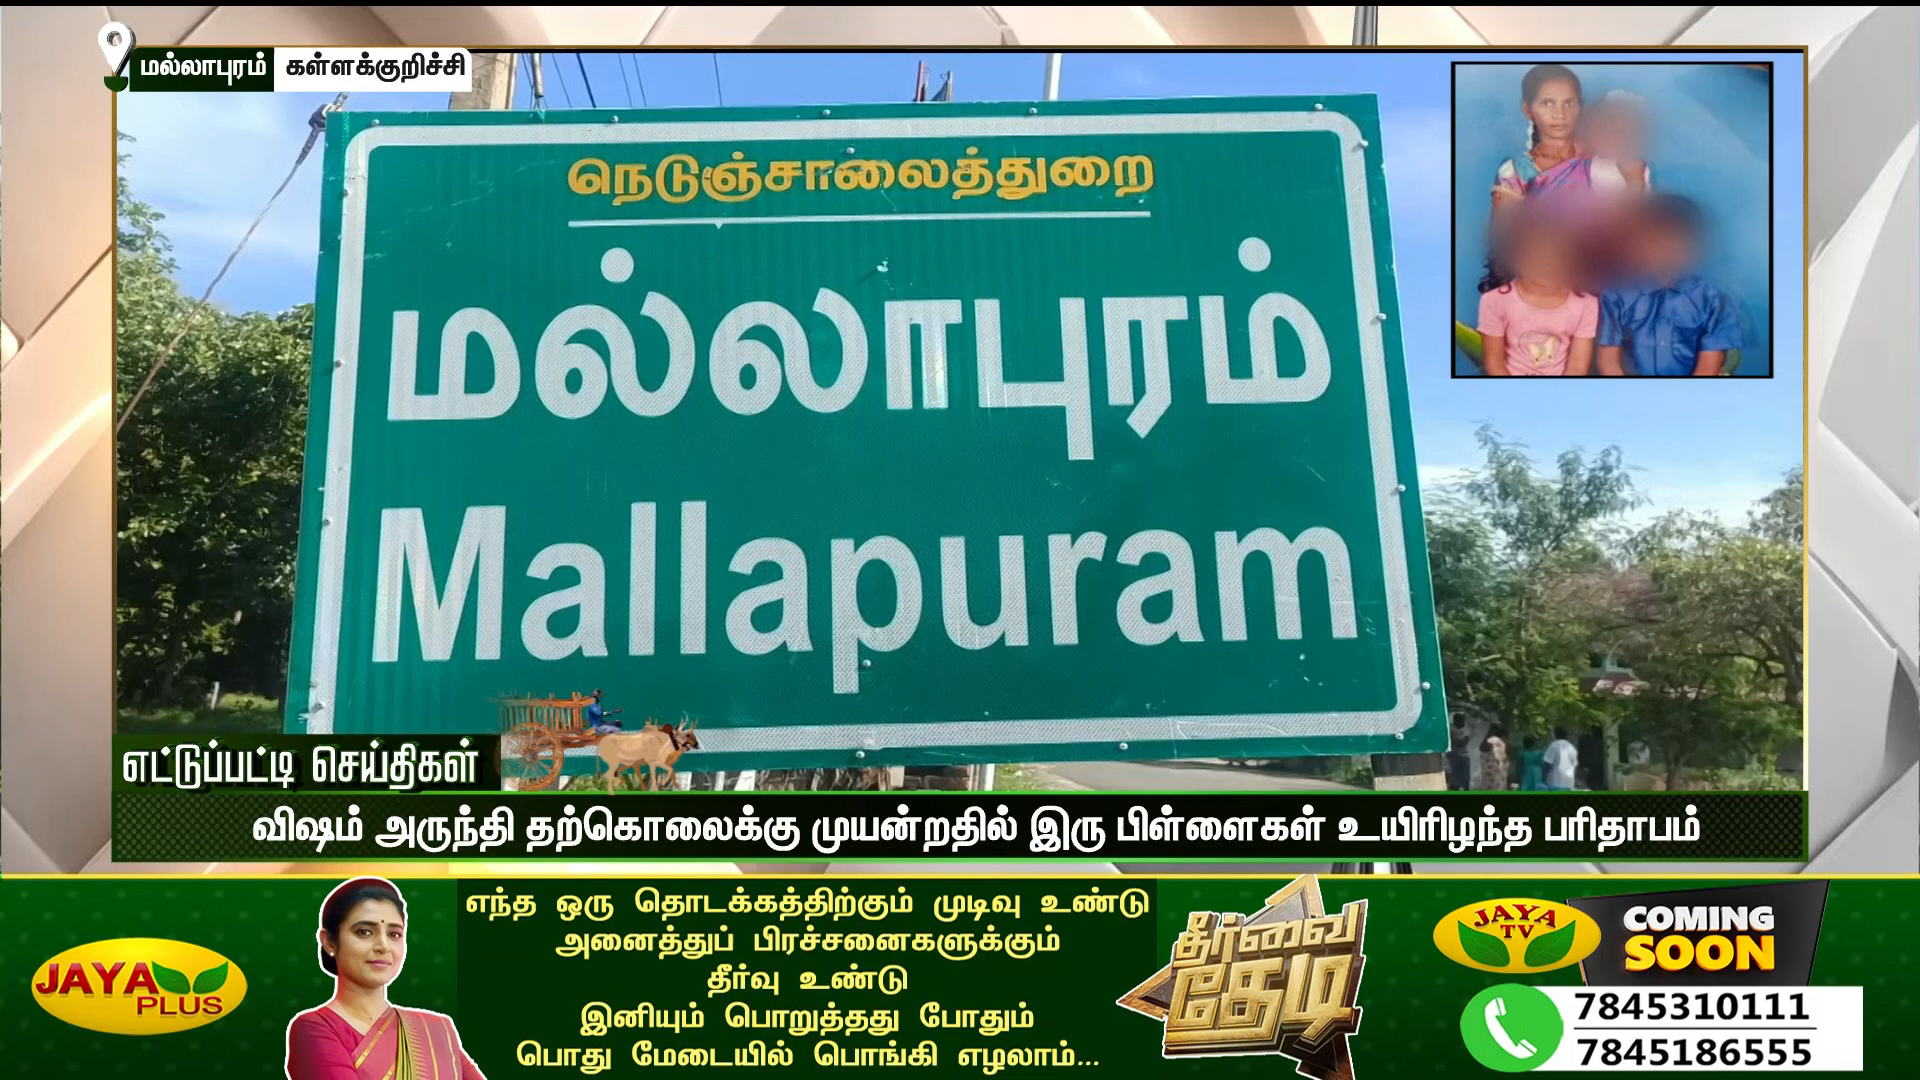 மல்லாபுரம் கள்ளக்குறிச்சி
நெடுஞ்சாலைத்துறை
மல்லாபுரம்
Mallapuram
எட்டுப்பட்டி செய்திகள்
விஷம் அருந்தி தற்கொலைக்கு முயன்றதில் இரு பிள்ளைகள் உயிரிழந்த பரிதாபம்
JAYA
PLUS
எந்த ஒரு தொடக்கத்திற்கும் முடிவு உண்டு
அனைத்துப் பிரச்சனைகளுக்கும்
தீர்வு உண்டு
இனியும் பொறுத்தது போதும்
பொது மேடையில் பொங்கி எழலாம்...
தீர்வை
தேடி
JAYA
TV
COMING
SOON
7845310111
7845186555